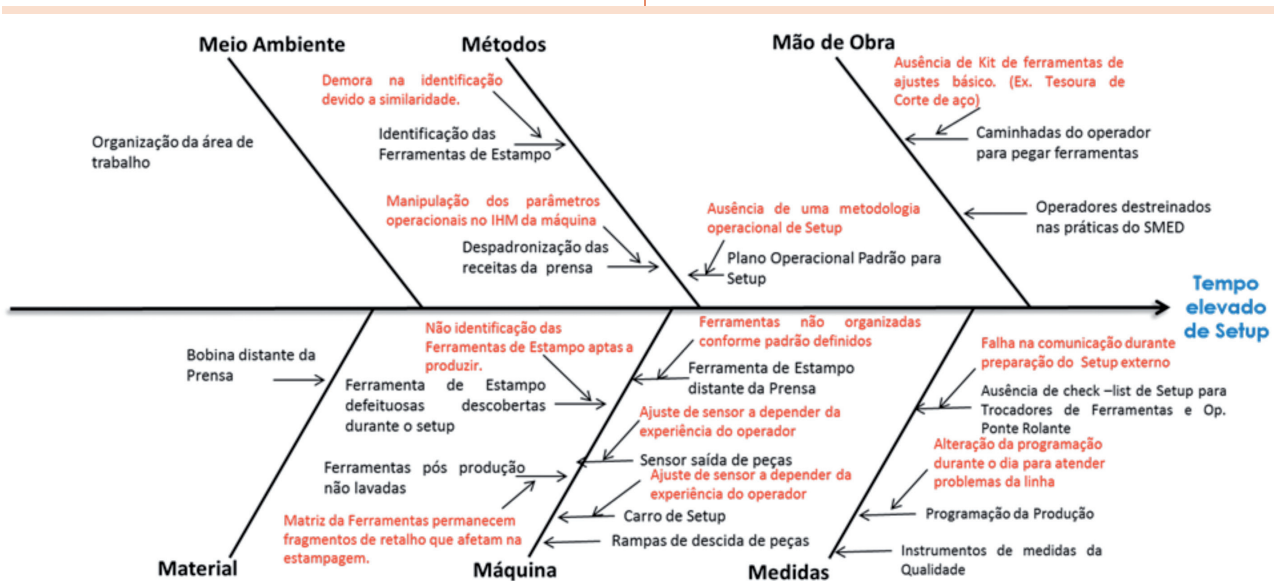 Meio Ambiente
Métodos
Mão de Obra
Organização da área de
trabalho
Demora na identificação
devido a similaridade.
Identificação das
Ferramentas de Estampo
Manipulação dos parâmetros
operacionais no IHM da máquina
Despadronização das
receitas da prensa
Ausência de uma metodologia
operacional de Setup
Plano Operacional Padrão para
Setup
Ausência de Kit de ferramentas de
ajustes básico. (Ex. Tesoura de
Corte de aço)
Caminhadas do operador
para pegar ferramentas
Operadores destreinados
nas práticas do SMED
Tempo
elevado
de Setup
Bobina distante da
Prensa
Não identificação das
Ferramentas de Estampo aptas a
produzir.
Ferramenta de Estampo
defeituosas descobertas
durante o setup
Ferramentas pós produção
não lavadas
Matriz da Ferramentas permanecem
fragmentos de retalho que afetam na
estampagem.
Ferramentas não organizadas
conforme padrão definidos
Ferramenta de Estampo
distante da Prensa
Ajuste de sensor a depender da
experiência do operador
Sensor saída de peças
Ajuste de sensor a depender da
experiência do operador
Carro de Setup
Rampas de descida de peças
Falha na comunicação durante
preparação do Setup externo
Ausência de check –list de Setup para
Trocadores de Ferramentas e Op.
Ponte Rolante
Alteração da programação
durante o dia para atender
problemas da linha
Programação da Produção
Instrumentos de medidas da
Qualidade
Material
Máquina
Medidas